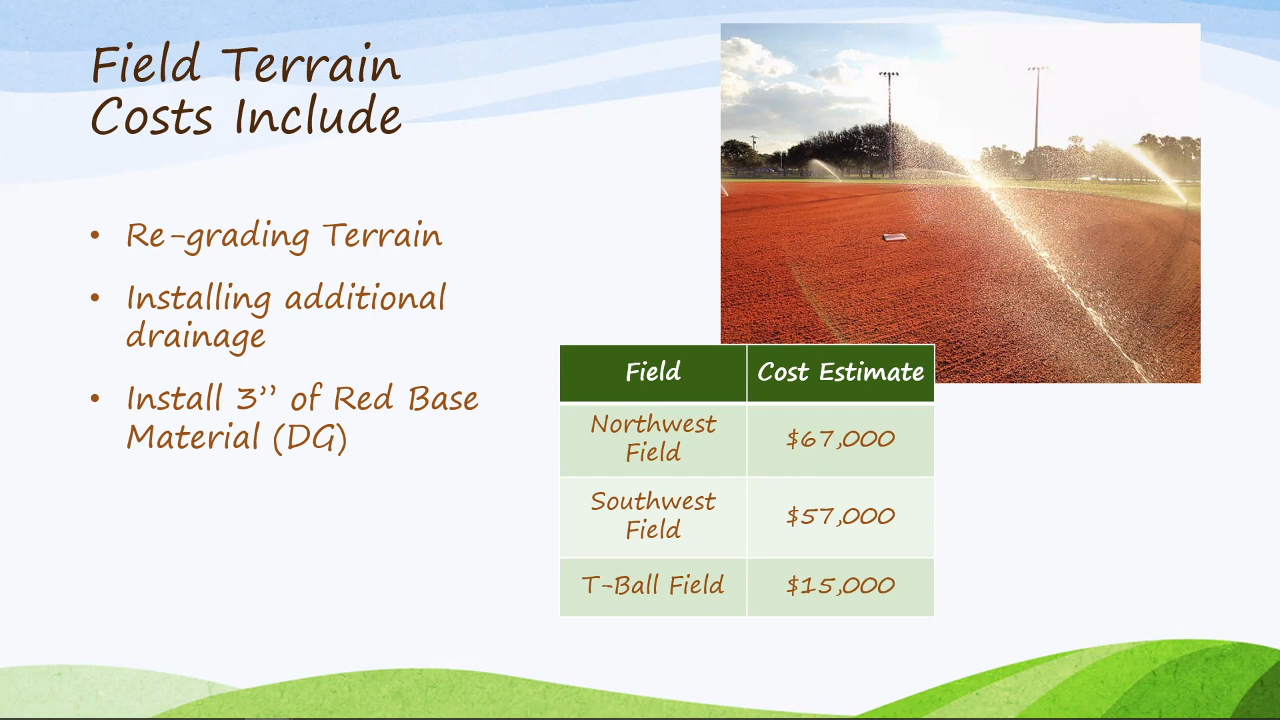 Field Terrain
Costs Include
• Re-grading Terrain
• Installing additional
drainage
• Install 3” of Red Base
Material (DG)
Field Cost Estimate
Northwest
Field
$67,000
Southwest
Field
$57,000
T-Ball Field $15,000